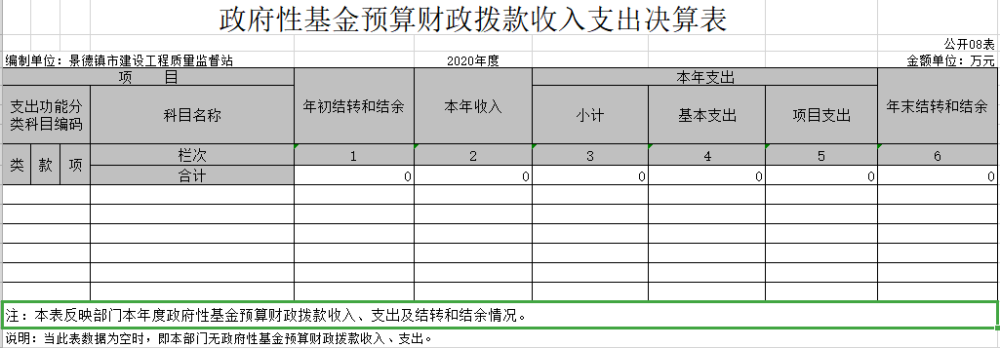 政府性基金预算财政拨款收入支出决算表
公开08表
编制单位：景德镇市建设工程质量监督站 2020年度 金额单位：万元
项 目 年初结转和结余 本年收入 本年支出 年末结转和结余
支出功能分类科目编码 科目名称 小计 基本支出 项目支出
类 款 项 栏次 1 2 3 4 5 6
合计 0 0 0 0 0 0
注：本表反映部门本年度政府性基金预算财政拨款收入、支出及结转和结余情况。
说明：当此表数据为空时，即本部门无政府性基金预算财政拨款收入、支出。